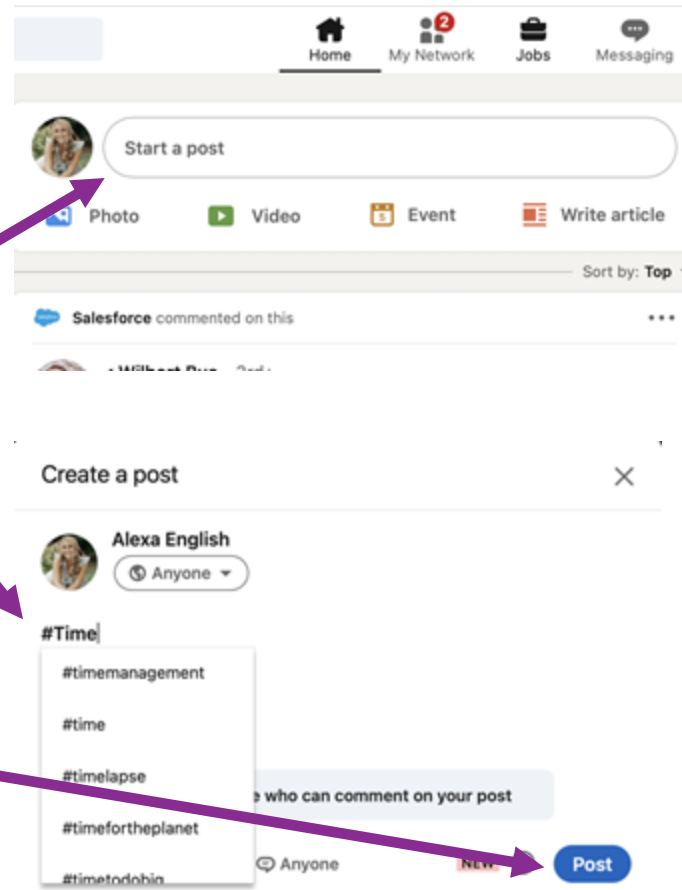 2
Home My Network Jobs Messaging
Start a post
Photo Video Event Write article
Sort by: Top
Salesforce commented on this
Create a post
Alexa English
Anyone
#Time
#timemanagement
#time
#timelapse
who can comment on your post
#timefortheplanet
Anyone NEW Post
#timetodobig